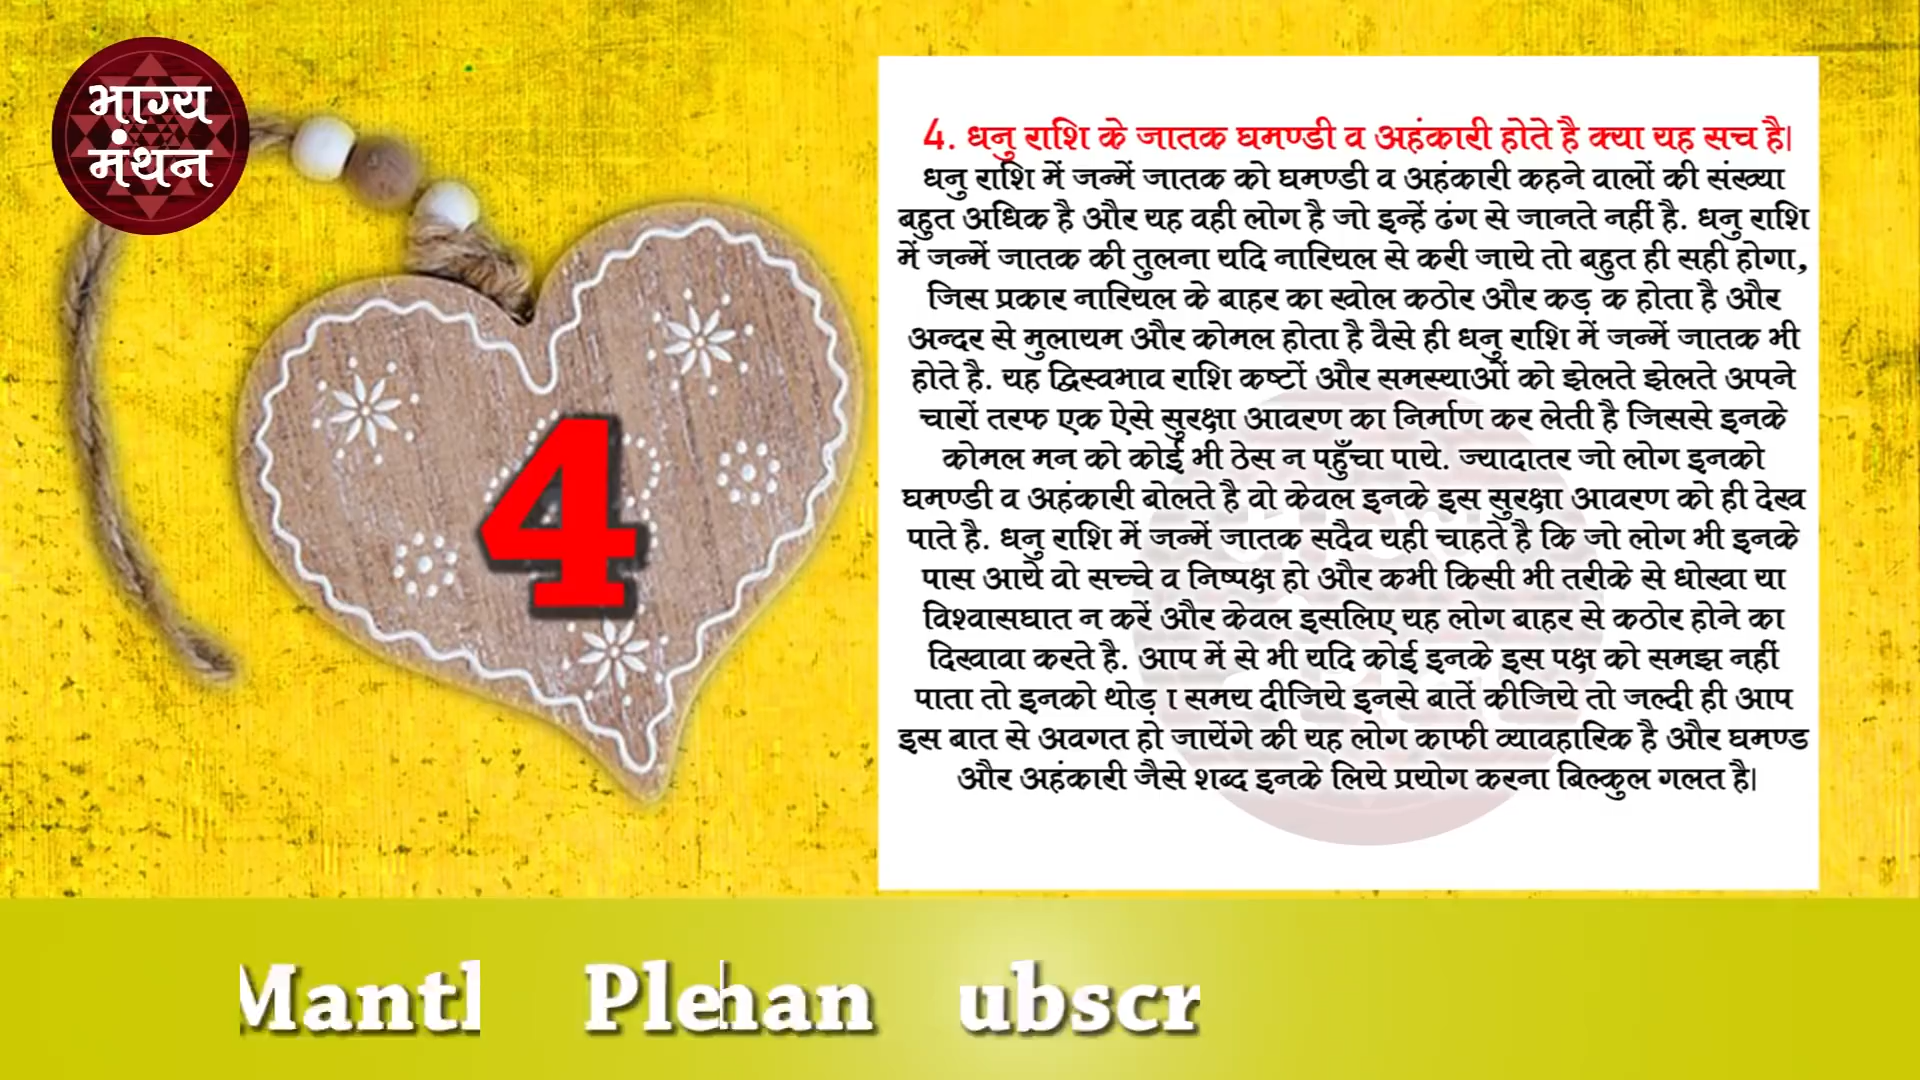 भाग्य
मंथन
4
4. धनु राशि के जातक घमण्डी व अहंकारी होते है क्या यह सच है।
धनु राशि में जन्में जातक को घमण्डी व अहंकारी कहने वालों की संख्या
बहुत अधिक है और यह वही लोग है जो इन्हें ढंग से जानते नहीं है. धनु राशि
में जन्में जातक की तुलना यदि नारियल से करी जाये तो बहुत ही सही होगा,
जिस प्रकार नारियल के बाहर का खोल कठोर और कड़ क होता है और
अन्दर से मुलायम और कोमल होता है वैसे ही धनु राशि में जन्में जातक भी
होते है. यह द्विस्वभाव राशि कष्टों और समस्याओं को झेलते झेलते अपने
चारों तरफ एक ऐसे सुरक्षा आवरण का निर्माण कर लेती है जिससे इनके
कोमल मन को कोई भी ठेस न पहुँचा पाये. ज्यादातर जो लोग इनको
घमण्डी व अहंकारी बोलते है वो केवल इनके इस सुरक्षा आवरण को ही देख
पाते है. धनु राशि में जन्में जातक सदैव यही चाहते है कि जो लोग भी इनके
पास आये वो सच्चे व निष्पक्ष हो और कभी किसी भी तरीके से धोखा या
विश्वासघात न करें और केवल इसलिए यह लोग बाहर से कठोर होने का
दिखावा करते है. आप में से भी यदि कोई इनके इस पक्ष को समझ नहीं
पाता तो इनको थोड़ ा समय दीजिये इनसे बातें कीजिये तो जल्दी ही आप
इस बात से अवगत हो जायेंगे की यह लोग काफी व्यावहारिक है और घमण्ड
और अहंकारी जैसे शब्द इनके लिये प्रयोग करना बिल्कुल गलत है।